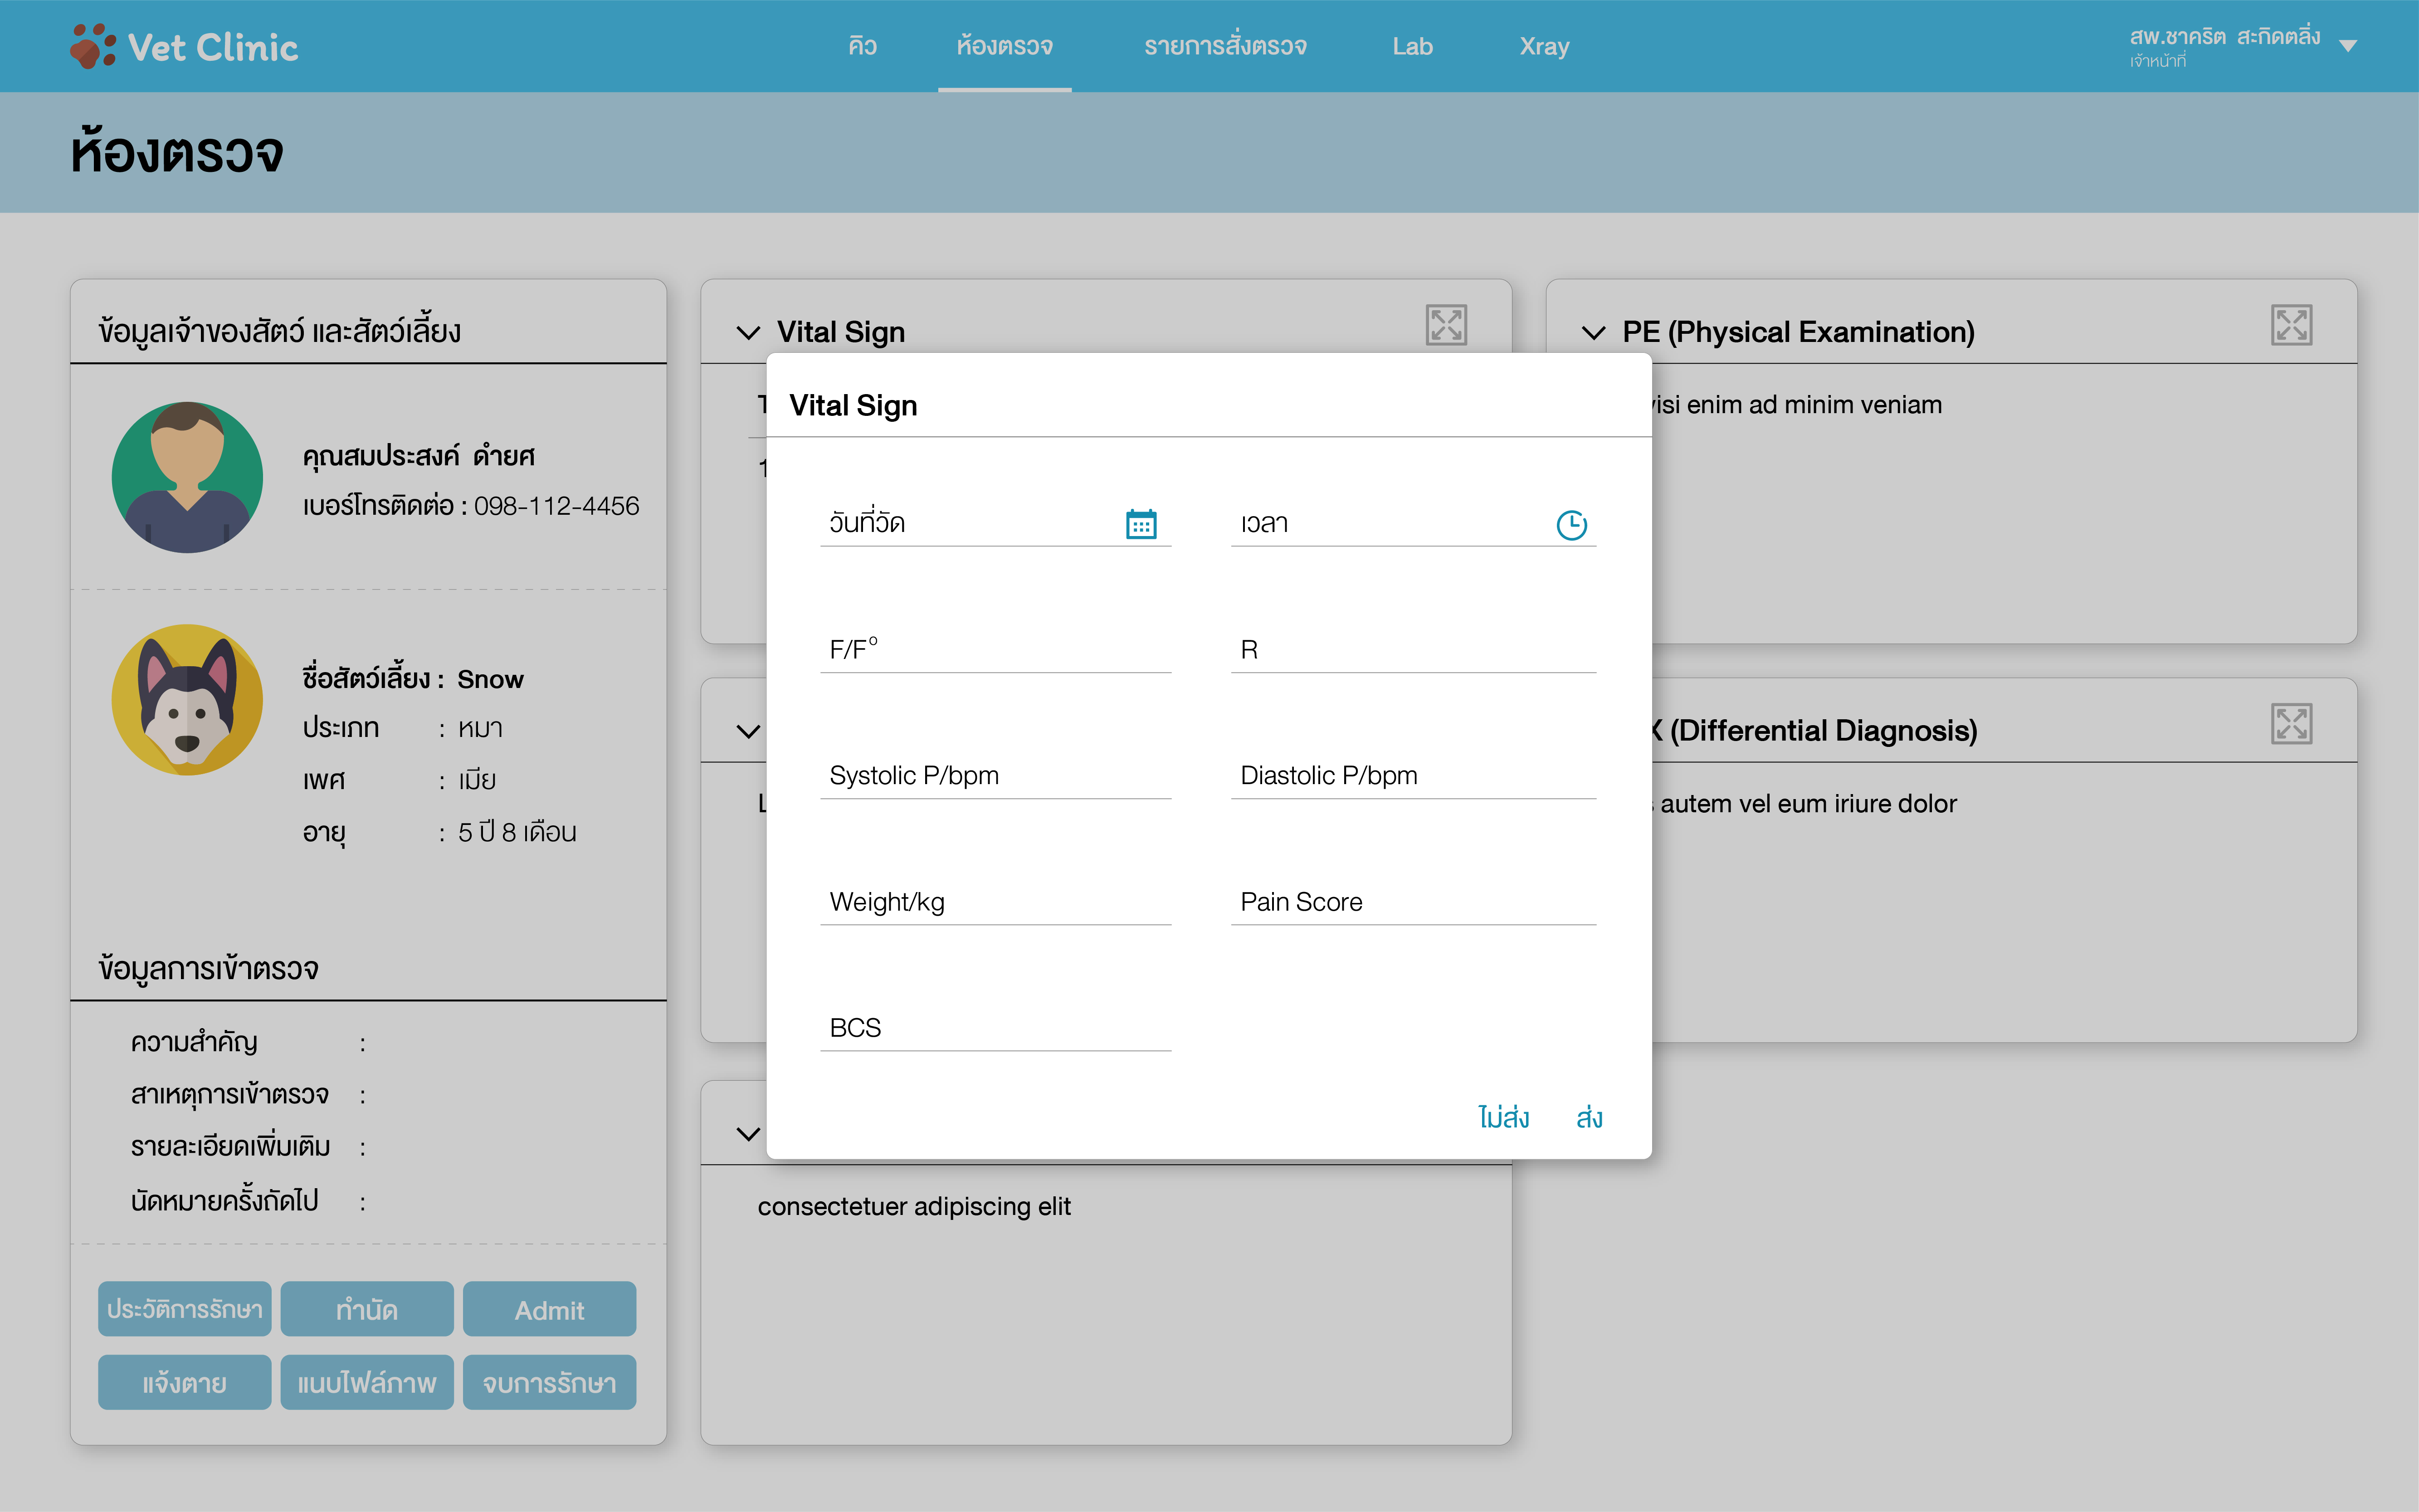 Vet Clinic
คิว
ห้องตรวจ
รายการสั่งตรวจ
Lab
Xray
สพ.ชาคริต สะกิดตลิ่ง
เจ้าหน้าที่
ห้องตรวจ
ข้อมูลเจ้าของสัตว์ และสัตว์เลี้ยง
คุณสมประสงค์ ดำยศ
เบอร์โทรติดต่อ : 098-112-4456
ชื่อสัตว์เลี้ยง : Snow
ประเภท : หมา
เพศ : เมีย
อายุ : 5 ปี 8 เดือน
ข้อมูลการเข้าตรวจ
ความสำคัญ :
สาเหตุการเข้าตรวจ :
รายละเอียดเพิ่มเติม :
นัดหมายครั้งถัดไป :
ประวัติการรักษา
ทำนัด
Admit
แจ้งตาย
แนบไฟล์ภาพ
จบการรักษา
Vital Sign
PE (Physical Examination)
isi enim ad minim veniam
X (Differential Diagnosis)
autem vel eum iriure dolor
consectetuer adipiscing elit
Vital Sign
วันที่วัด
เวลา
F/F°
R
Systolic P/bpm
Diastolic P/bpm
Weight/kg
Pain Score
BCS
ไม่ส่ง
ส่ง